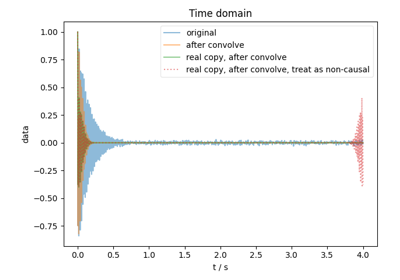 Time domain
original
after convolve
real copy, after convolve
real copy, after convolve, treat as non-causal
data
1.00
0.75
0.50
0.25
0.00
−0.25
−0.50
−0.75
0.0 0.5 1.0 1.5 2.0 2.5 3.0 3.5 4.0
t / s